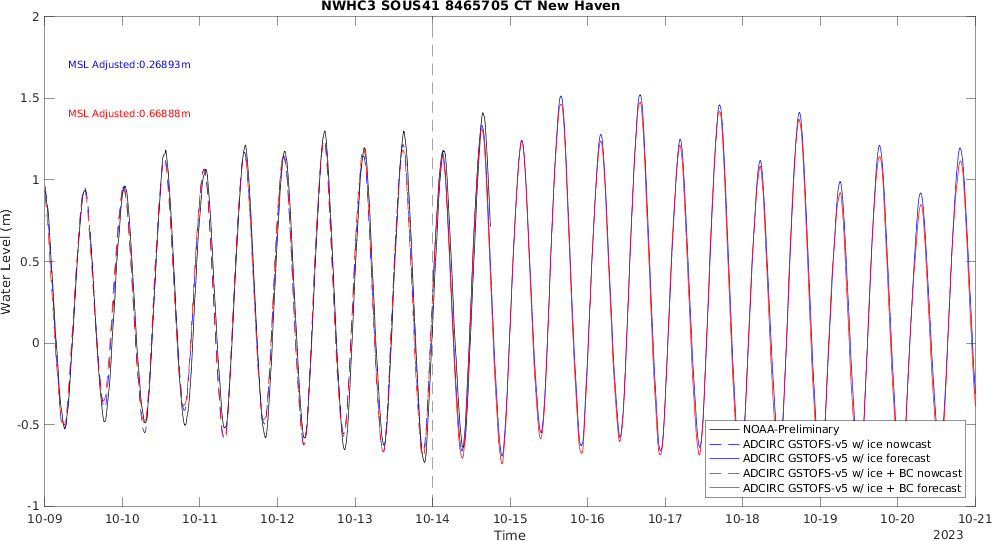 NWHC3 SOUS41 8465705 CT New Haven
2
1.5
1
0.5
0
-0.5
-1
Water Level (m)
MSL Adjusted:0.26893m
MSL Adjusted:0.66888m
NOAA-Preliminary
ADCIRC GSTOFS-v5 w/ ice nowcast
ADCIRC GSTOFS-v5 w/ ice forecast
ADCIRC GSTOFS-v5 w/ ice + BC nowcast
ADCIRC GSTOFS-v5 w/ ice + BC forecast
10-09 10-10 10-11 10-12 10-13 10-14 10-15 10-16 10-17 10-18 10-19 10-20 10-21
Time
2023